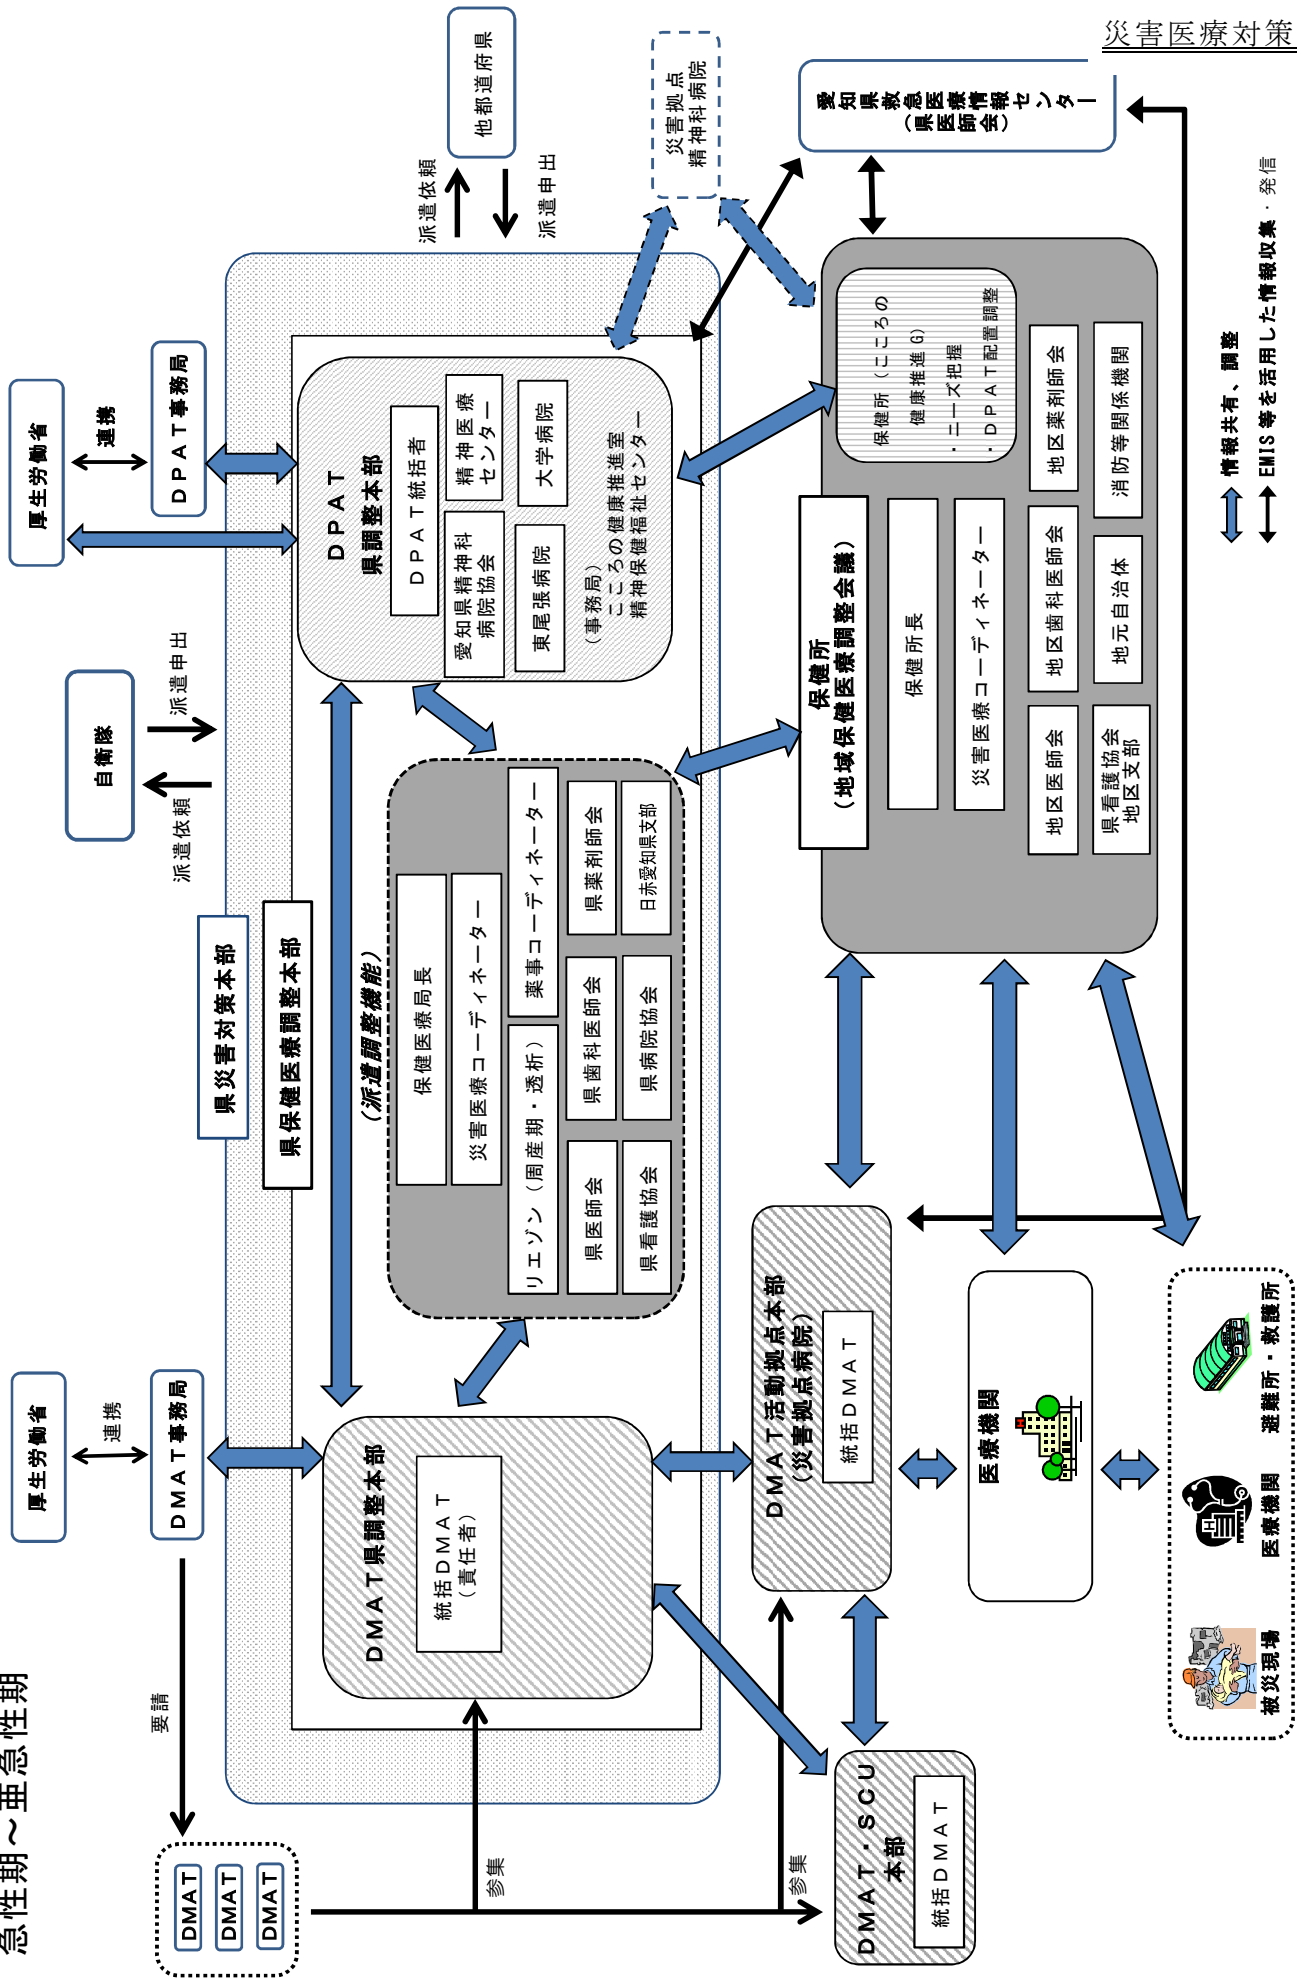 災害医療対策
急性期~亜急性期
厚生労働省
連携
DMAT事務局
要請
DMAT
DMAT
DMAT
参集
参集
自衛隊
派遣依頼
派遣申出
厚生労働省
連携
DPAT事務局
他都道府県
派遣依頼
派遣申出
災害拠点
精神科病院
愛知県救急医療情報センター
(県医師会)
県災害対策本部
県保健医療調整本部
DMAT県調整本部
統括DMAT
(責任者)
(派遣調整機能)
保健医療局長
災害医療コーディネーター
リエゾン(周産期・透析)
薬事コーディネーター
県医師会
県歯科医師会
県薬剤師会
県看護協会
県病院協会
日赤愛知県支部
DPAT
県調整本部
DPAT統括者
愛知県精神科
病院協会
精神医療
センター
東尾張病院
大学病院
(事務局)
こころの健康推進室
精神保健福祉センター
DMAT・SCU
本部
統括DMAT
DMAT活動拠点本部
(災害拠点病院)
統括DMAT
保健所
(地域保健医療調整会議)
保健所長
災害医療コーディネーター
地区医師会
地区歯科医師会
地区薬剤師会
県看護協会
地区支部
地元自治体
消防等関係機関
保健所(こころの
健康推進G)
・ニーズ把握
・DPAT配置調整
医療機関
H
被災現場
医療機関
H
避難所・救護所
情報共有、調整
EMIS等を活用した情報収集・発信